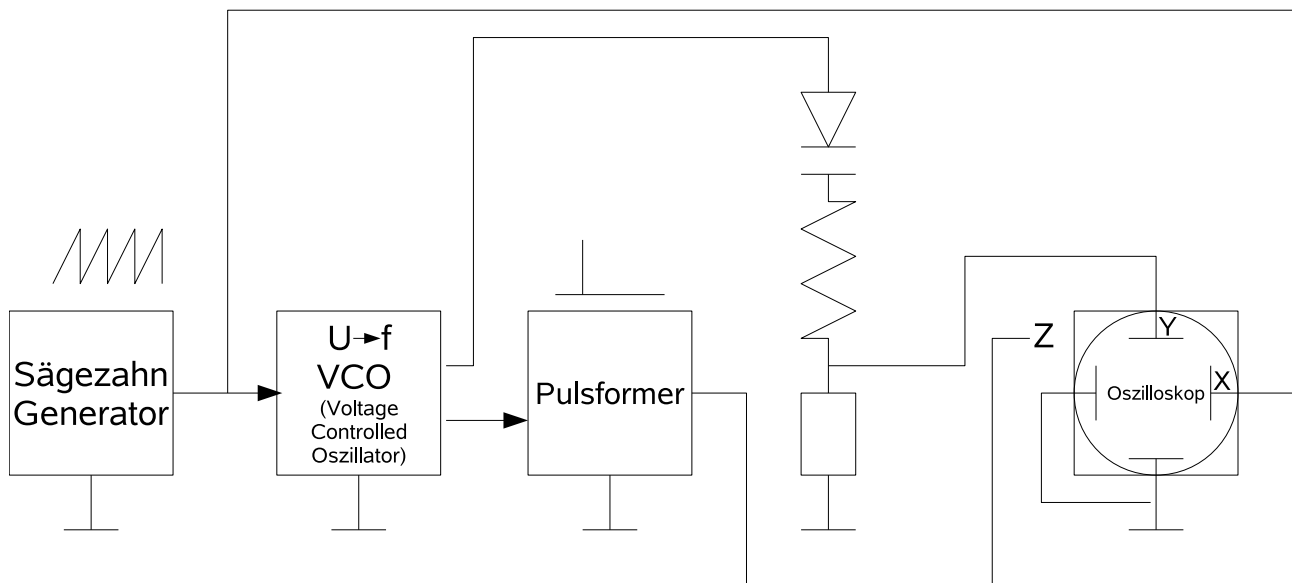 Sägezahn
Generator
U→f
VCO
(Voltage
Controlled
Oszillator)
Pulsformer
Z
Y
X
Oszilloskop